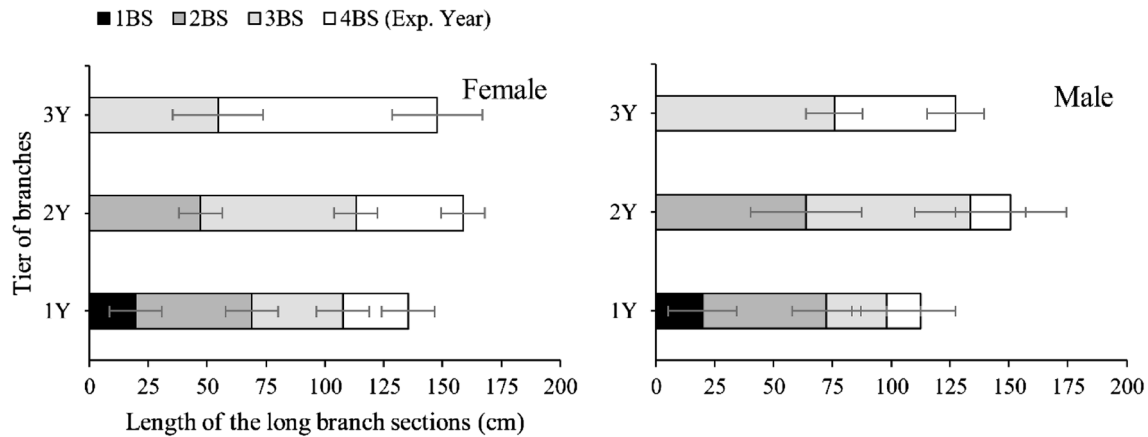 1BS 2BS 3BS 4BS (Exp. Year)
Female
Male
Tier of branches
3Y
2Y
1Y
3Y
2Y
1Y
0 25 50 75 100 125 150 175 200
0 25 50 75 100 125 150 175 200
Length of the long branch sections (cm)